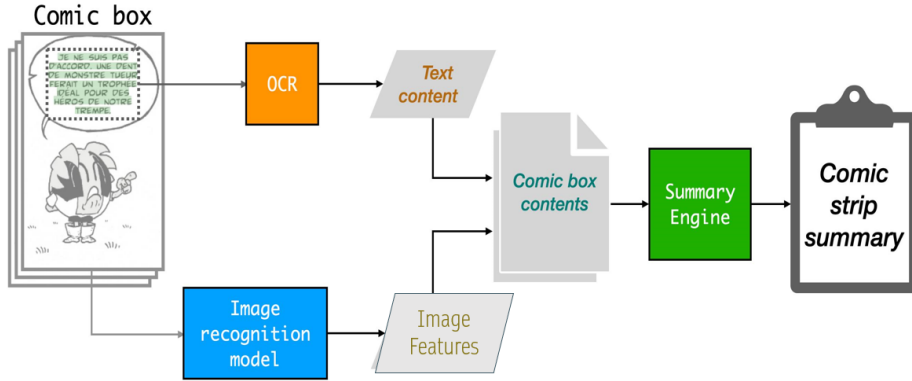 Comic box
JE NE SUIS PAS
D'ACCORD. UNE DENT
DE MONSTRE TUEUR
FERAIT UN TROPHÉE
IDÉAL POUR DES
HÉROS DE NOTRE
TREMPE.
OCR
Text
content
Comic box
contents
Summary
Engine
Comic
strip
summary
Image
recognition
model
Image
Features